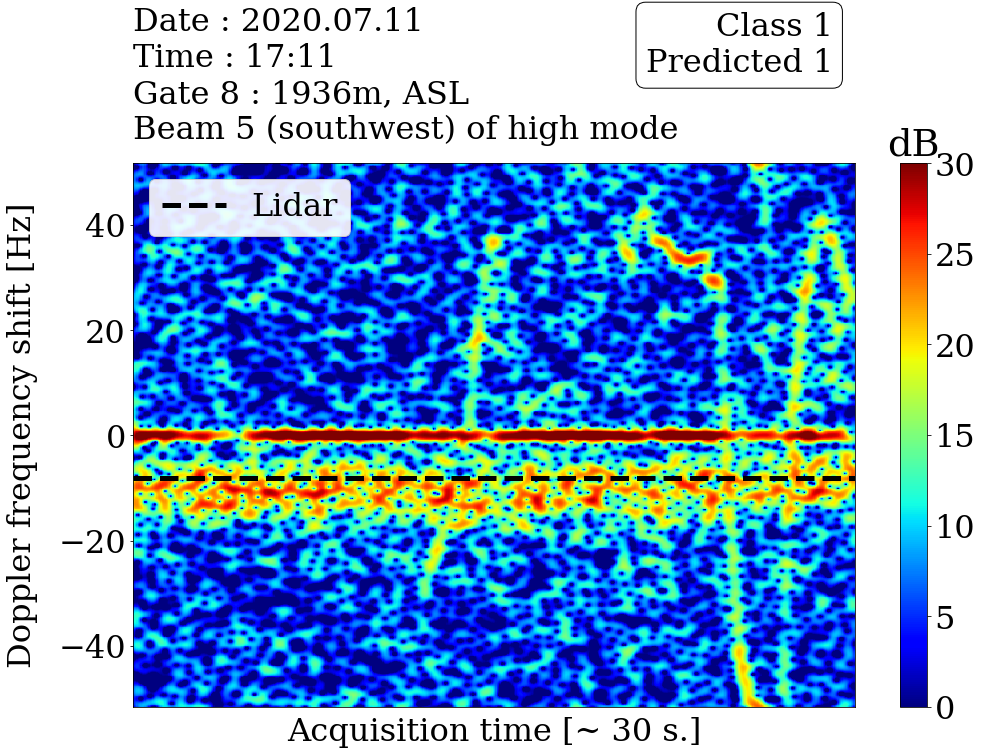 Date : 2020.07.11
Time : 17:11
Gate 8 : 1936m, ASL
Beam 5 (southwest) of high mode
Class 1
Predicted 1
dB
30
25
20
15
10
5
0
Lidar
Doppler frequency shift [Hz]
40
20
0
−20
−40
Acquisition time [~ 30 s.]